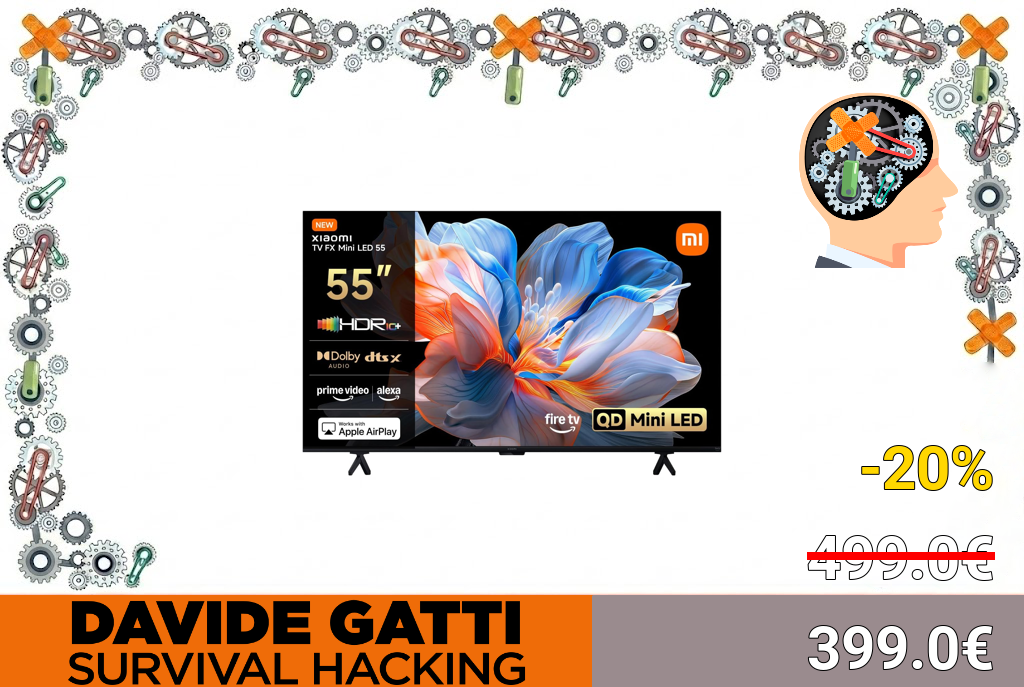 NEW
xiaomi
TV FX Mini LED 55
55"
HDR10+
Dolby AUDIO
dts X
prime video | alexa
Works with
Apple AirPlay
mi
fire tv
QD Mini LED
-20%
499.0€
399.0€
DAVIDE GATTI
SURVIVAL HACKING